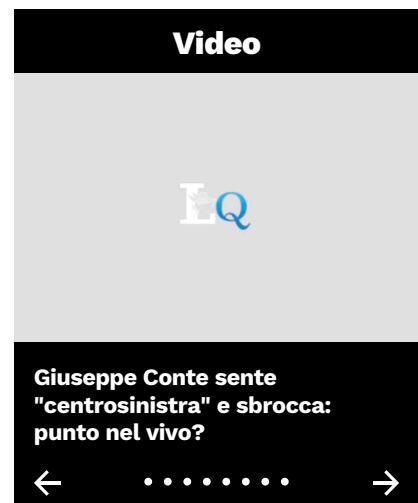 Video
LQ
Giuseppe Conte sente
"centrosinistra" e sbrocca:
punto nel vivo?